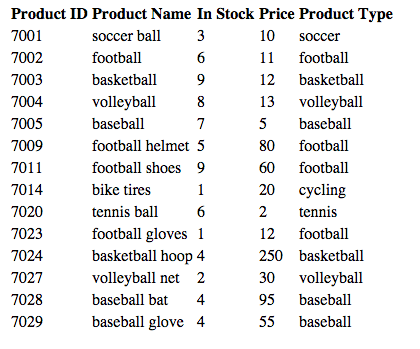 Product ID Product Name In Stock Price Product Type
7001 soccer ball 3 10 soccer
7002 football 6 11 football
7003 basketball 9 12 basketball
7004 volleyball 8 13 volleyball
7005 baseball 7 5 baseball
7009 football helmet 5 80 football
7011 football shoes 9 60 football
7014 bike tires 1 20 cycling
7020 tennis ball 6 2 tennis
7023 football gloves 1 12 football
7024 basketball hoop 4 250 basketball
7027 volleyball net 2 30 volleyball
7028 baseball bat 4 95 baseball
7029 baseball glove 4 55 baseball